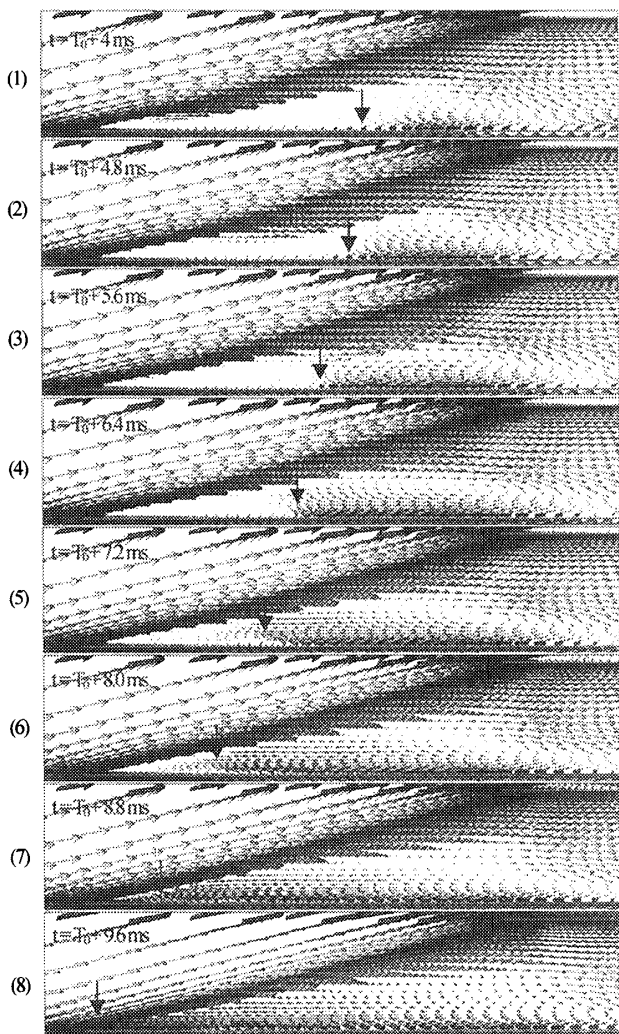 (1)
t=T₀+4ms
(2)
t=T₀+4.8ms
(3)
t=T₀+5.6ms
(4)
t=T₀+6.4ms
(5)
t=T₀+7.2ms
(6)
t=T₀+8.0ms
(7)
t=T₀+8.8ms
(8)
t=T₀+9.6ms